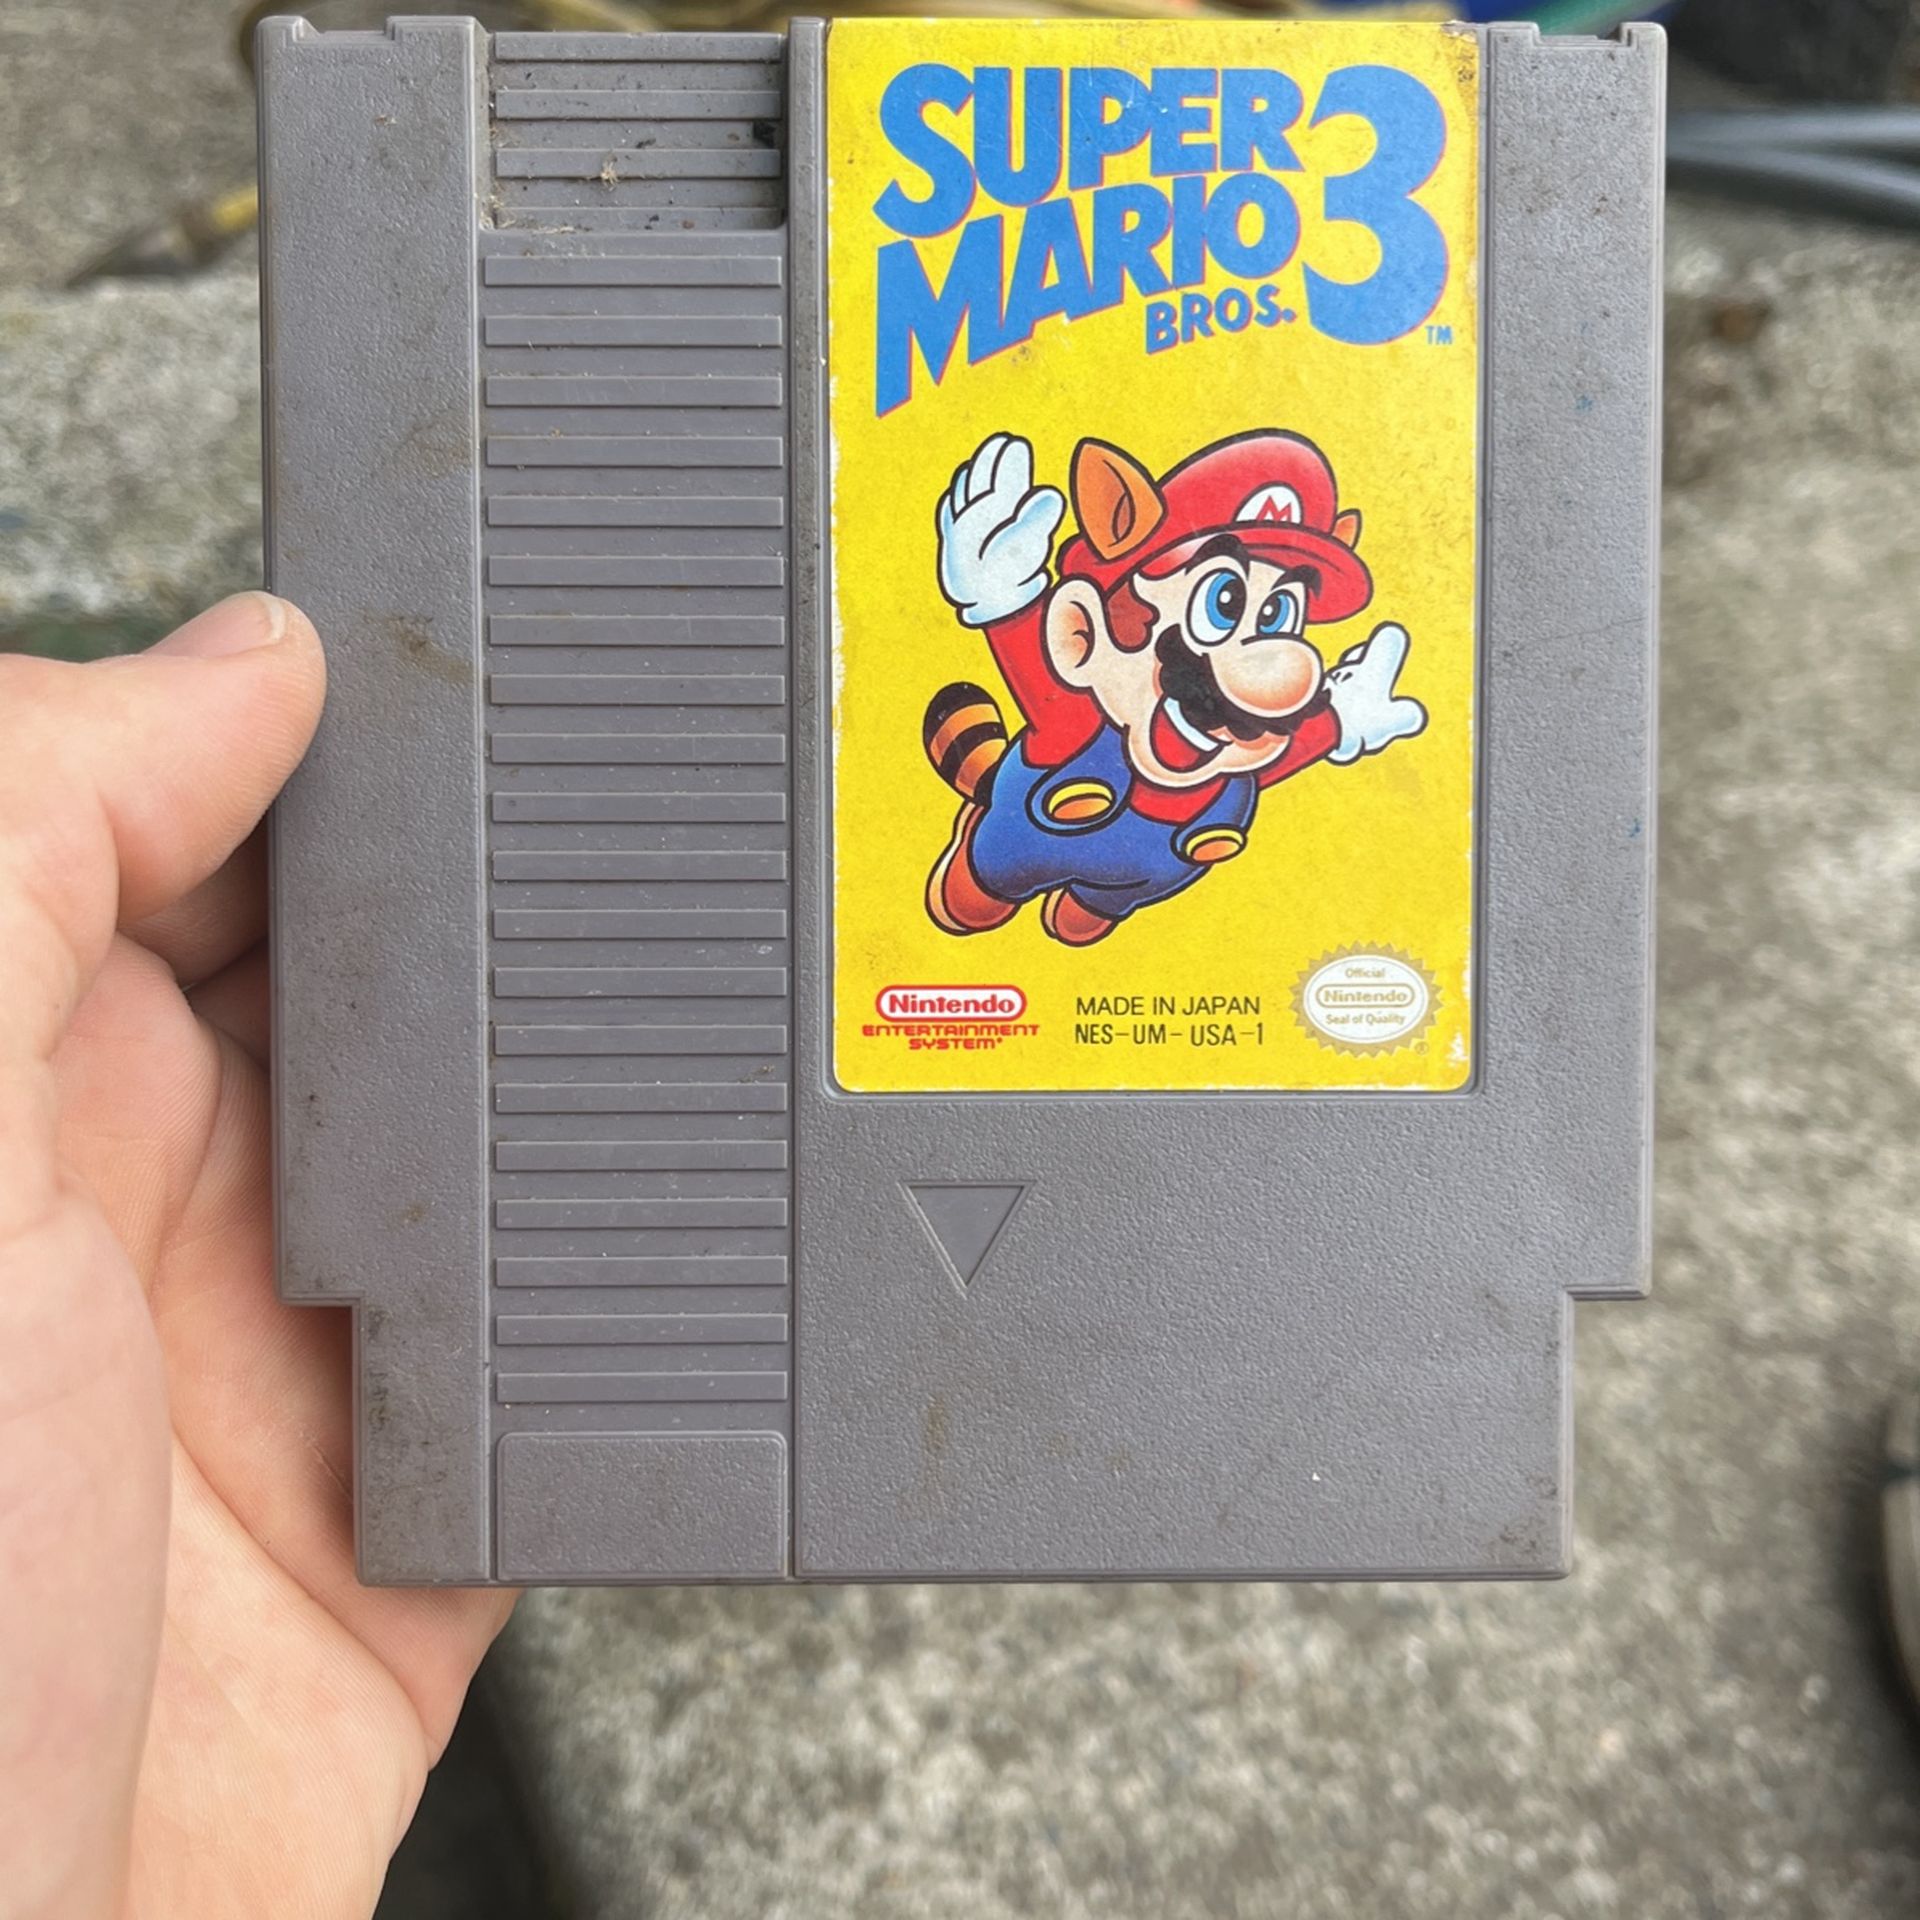 SUPER
MARIO
BROS. 3 ™
M
Nintendo
ENTERTAINMENT
SYSTEM®
MADE IN JAPAN
NES-UM-USA-1
Official
Nintendo
Seal of Quality
®